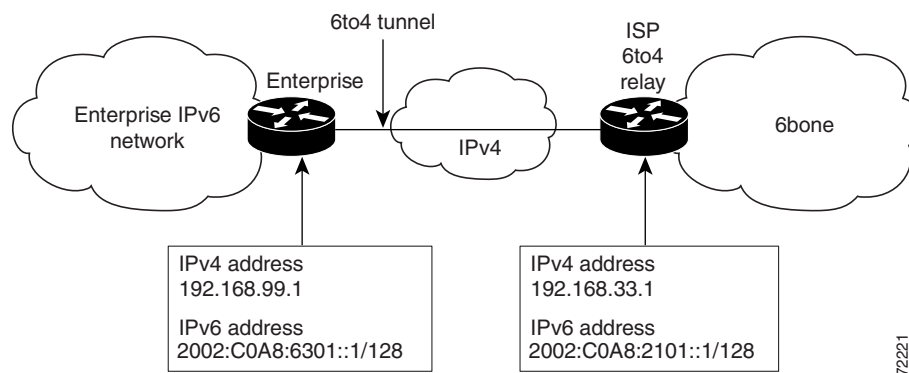 6to4 tunnel
ISP
6to4
relay
Enterprise
Enterprise IPv6
network
IPv4
6bone
IPv4 address
192.168.99.1
IPv6 address
2002:C0A8:6301::1/128
IPv4 address
192.168.33.1
IPv6 address
2002:C0A8:2101::1/128
72221